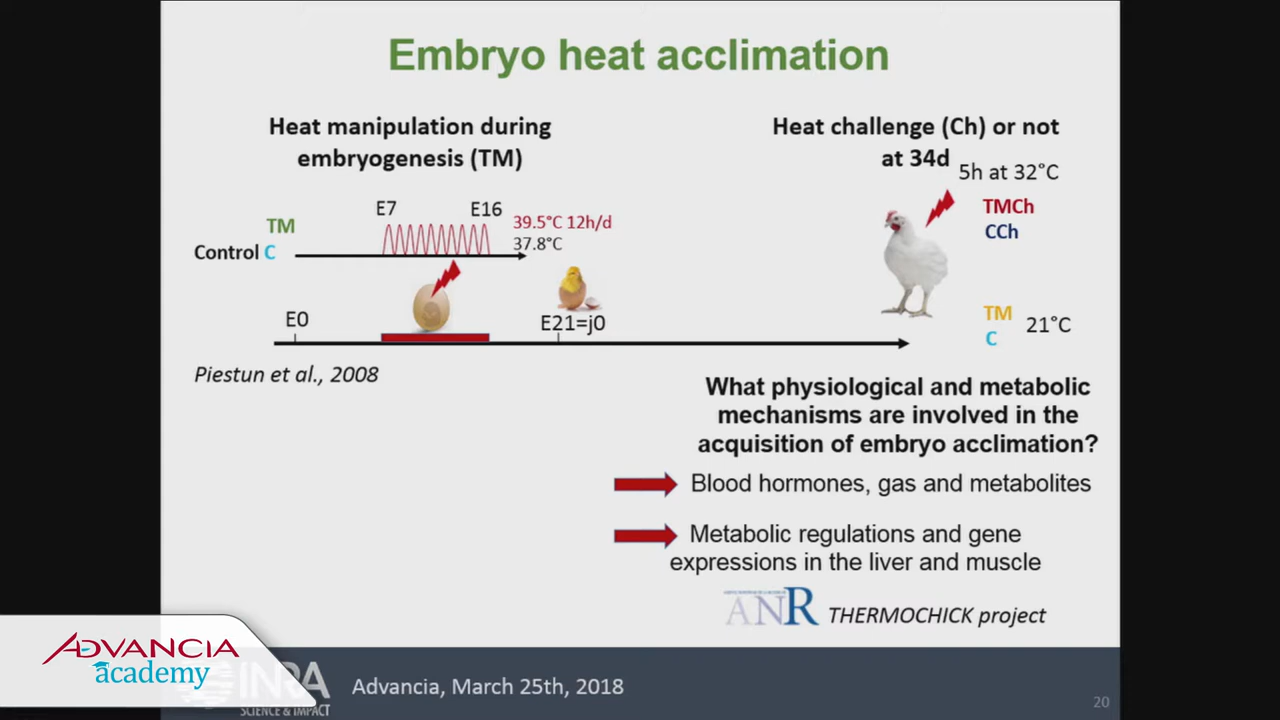 Embryo heat acclimation
Heat manipulation during
embryogenesis (TM)
Heat challenge (Ch) or not
at 34d
5h at 32°C
E7
E16
TM
39.5°C 12h/d
Control C
37.8°C
TMCh
CCh
E0
E21=j0
TM
C
21°C
Piestun et al., 2008
What physiological and metabolic
mechanisms are involved in the
acquisition of embryo acclimation?
Blood hormones, gas and metabolites
Metabolic regulations and gene
expressions in the liver and muscle
ANR THERMOCHICK project
ADVANCIA
academy
INRA
SCIENCE & IMPACT
Advancia, March 25th, 2018
20